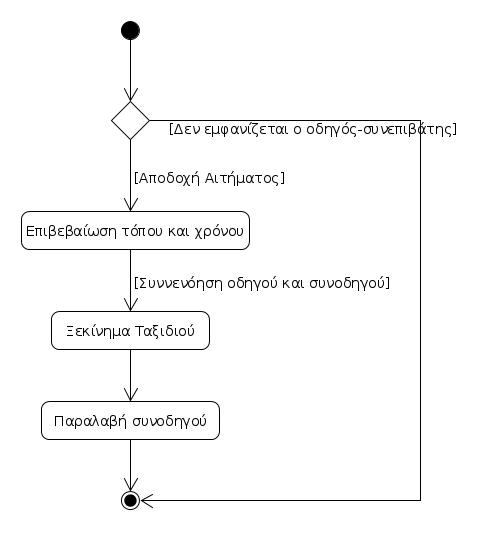 [Δεν εμφανίζεται ο οδηγός-συνεπιβάτης]
[Αποδοχή Αιτήματος]
Επιβεβαίωση τόπου και χρόνου
[Συννενόηση οδηγού και συνοδηγού]
Ξεκίνημα Ταξιδιού
Παραλαβή συνοδηγού